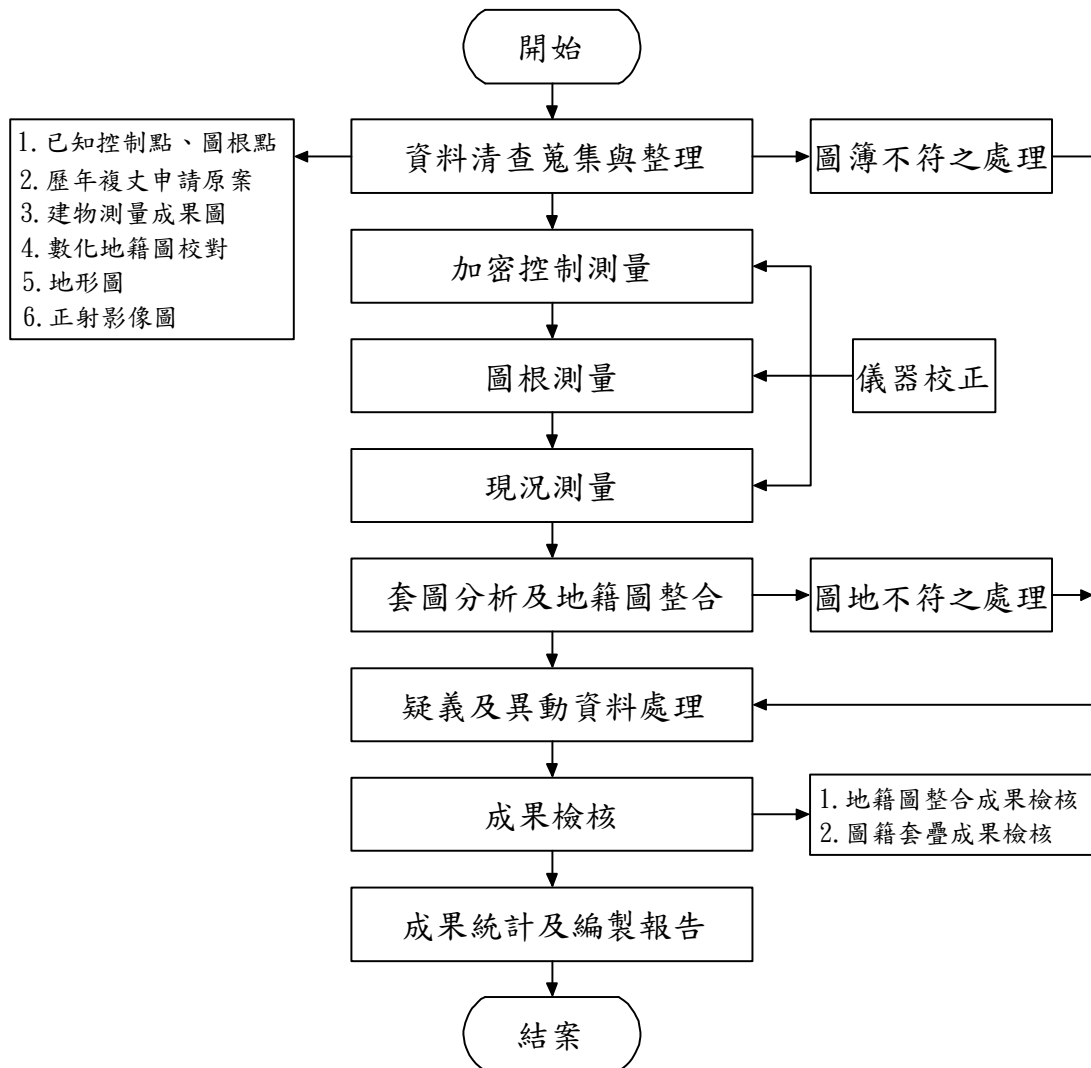 開始
資料清查蒐集與整理
圖簿不符之處理
1.已知控制點、圖根點
2.歷年複丈申請原案
3.建物測量成果圖
4.數化地籍圖校對
5.地形圖
6.正射影像圖
加密控制測量
圖根測量
儀器校正
現況測量
套圖分析及地籍圖整合
圖地不符之處理
疑義及異動資料處理
成果檢核
1.地籍圖整合成果檢核
2.圖籍套疊成果檢核
成果統計及編製報告
結案